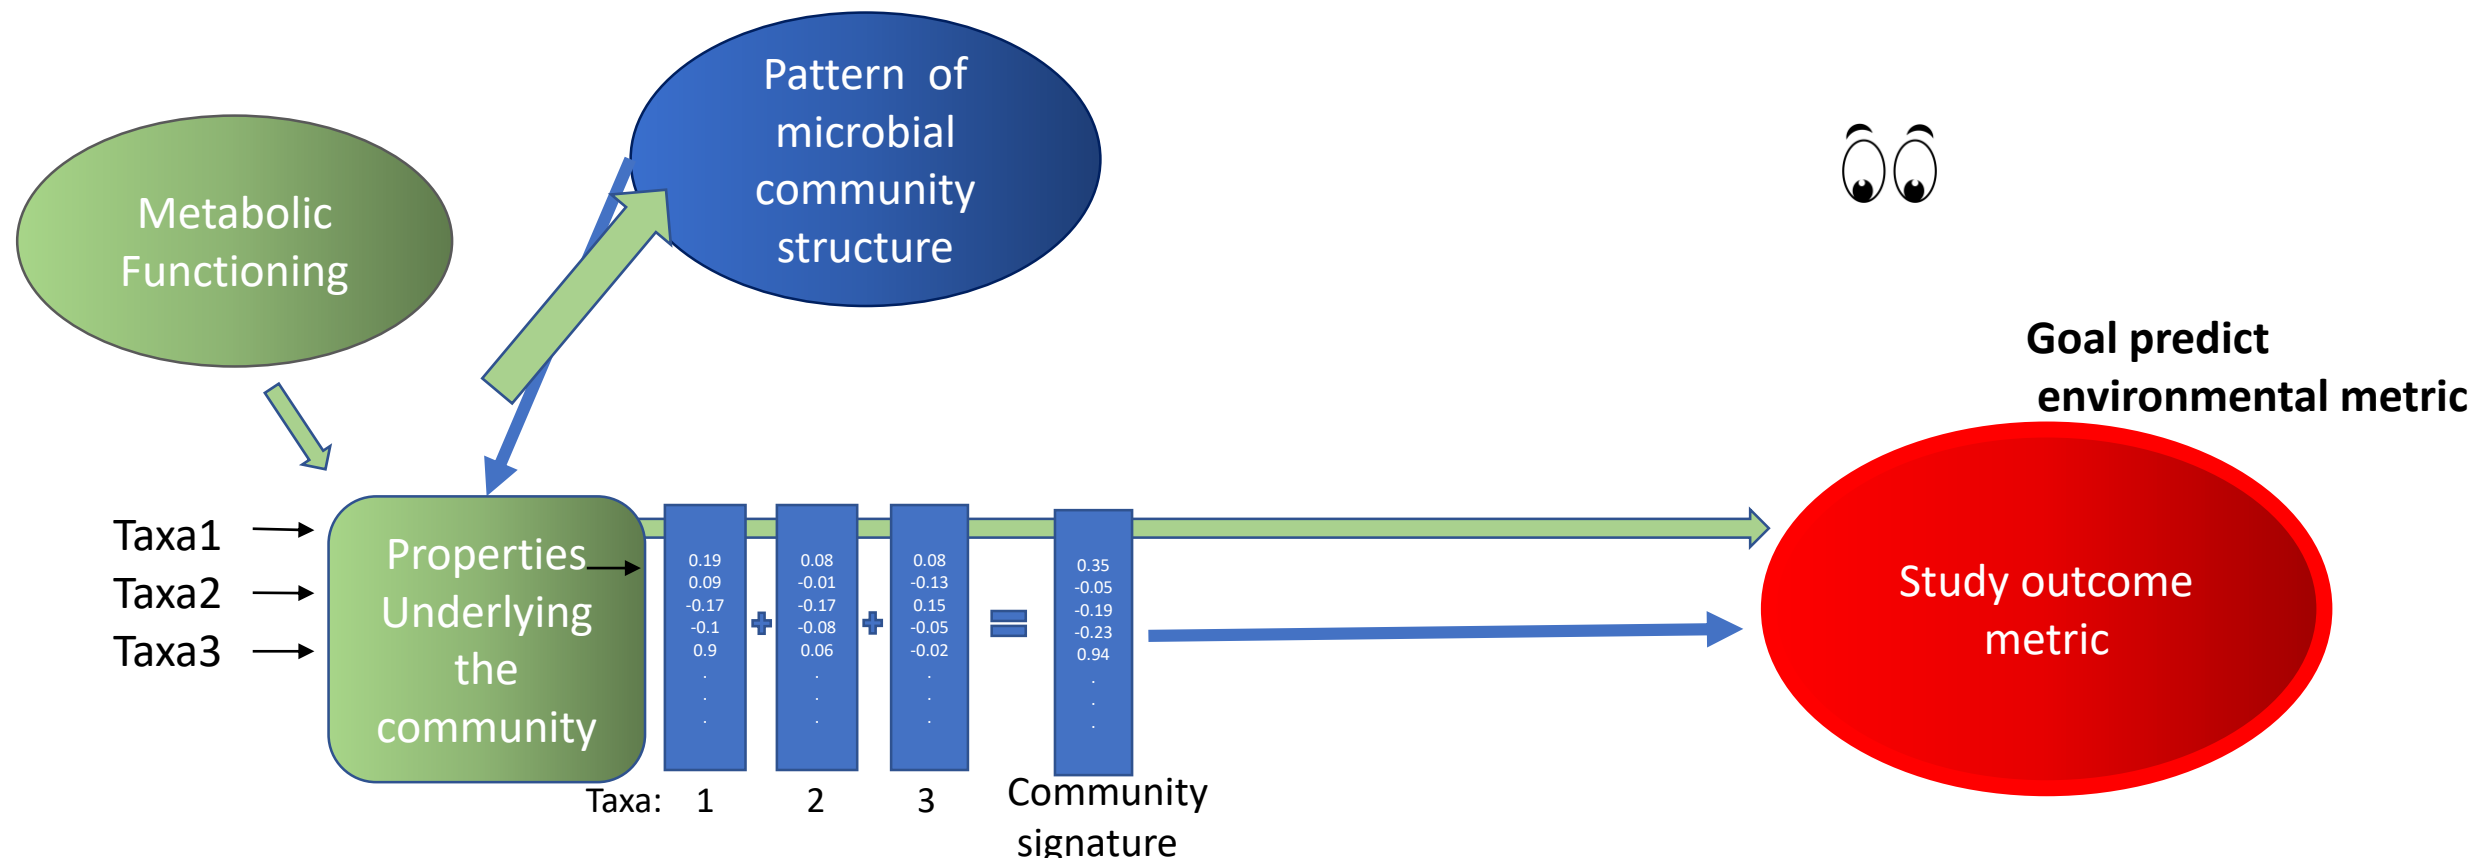 Pattern of
microbial
community
structure
Metabolic
Functioning
Goal predict
environmental metric
Taxa1
Taxa2
Taxa3
Properties
Underlying
the
community
0.19
0.09
-0.17
-0.1
0.9
.
.
.
+
0.08
-0.01
-0.17
-0.08
0.06
.
.
.
+
0.08
-0.13
0.15
-0.05
-0.02
.
.
.
=
0.35
-0.05
-0.19
-0.23
0.94
.
.
.
Study outcome
metric
Taxa: 1 2 3
Community
signature